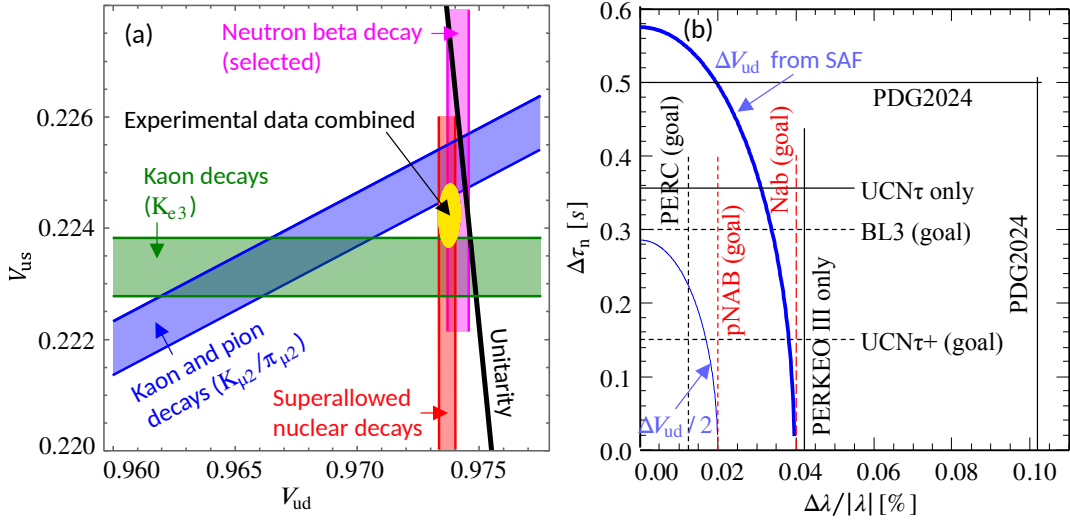 (a)
Neutron beta decay
(selected)
Experimental data combined
Kaon decays
(Ke3)
Kaon and pion
decays (Kμ2/πμ2)
Superallowed
nuclear decays
Unitarity
0.226
0.224
0.222
0.220
Vus
0.960
0.965
0.970
0.975
Vud
(b)
ΔVud from SAF
PDG2024
PERC (goal)
Nab (goal)
UCNτ only
BL3 (goal)
pNAB (goal)
PERKEO III only
PDG2024
UCNτ+ (goal)
ΔVud / 2
0.6
0.5
0.4
0.3
0.2
0.1
0.0
Δτn [s]
0.00
0.02
0.04
0.06
0.08
0.10
Δλ/|λ| [%]